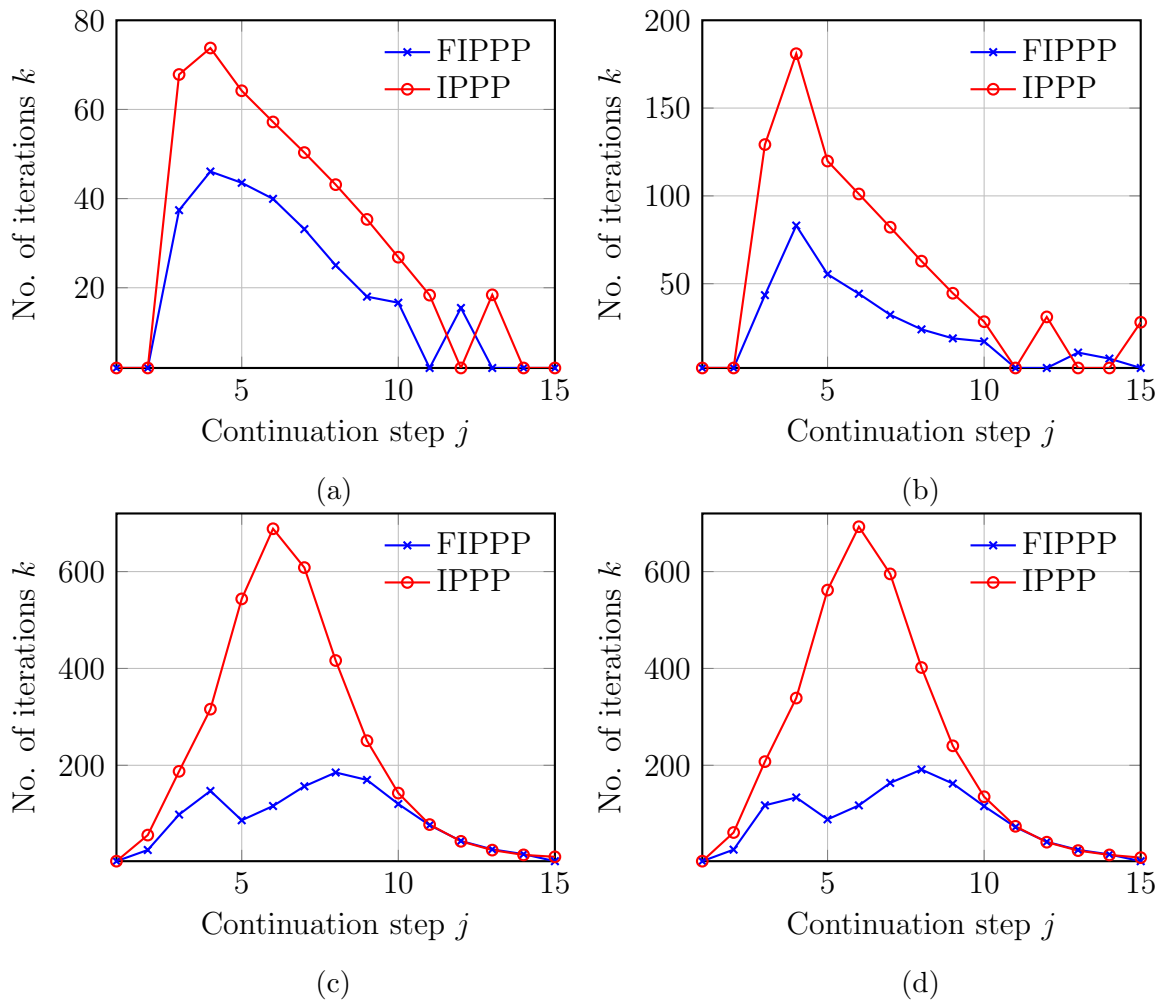 80
60
40
20
No. of iterations k
FIPPP
IPPP
5
10
15
Continuation step j
(a)
200
150
100
50
No. of iterations k
FIPPP
IPPP
5
10
15
Continuation step j
(b)
600
400
200
No. of iterations k
FIPPP
IPPP
5
10
15
Continuation step j
(c)
600
400
200
No. of iterations k
FIPPP
IPPP
5
10
15
Continuation step j
(d)